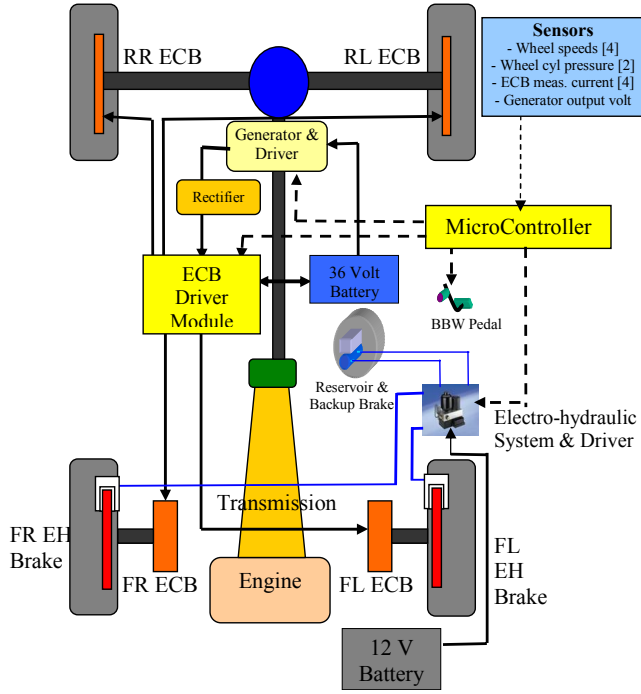 Sensors
- Wheel speeds [4]
- Wheel cyl pressure [2]
- ECB meas. current [4]
- Generator output volt
RR ECB
RL ECB
Generator &
Driver
Rectifier
MicroController
ECB
Driver
Module
36 Volt
Battery
BBW Pedal
Reservoir &
Backup Brake
Electro-hydraulic
System & Driver
Transmission
FR EH
Brake
FR ECB
Engine
FL ECB
FL
EH
Brake
12 V
Battery